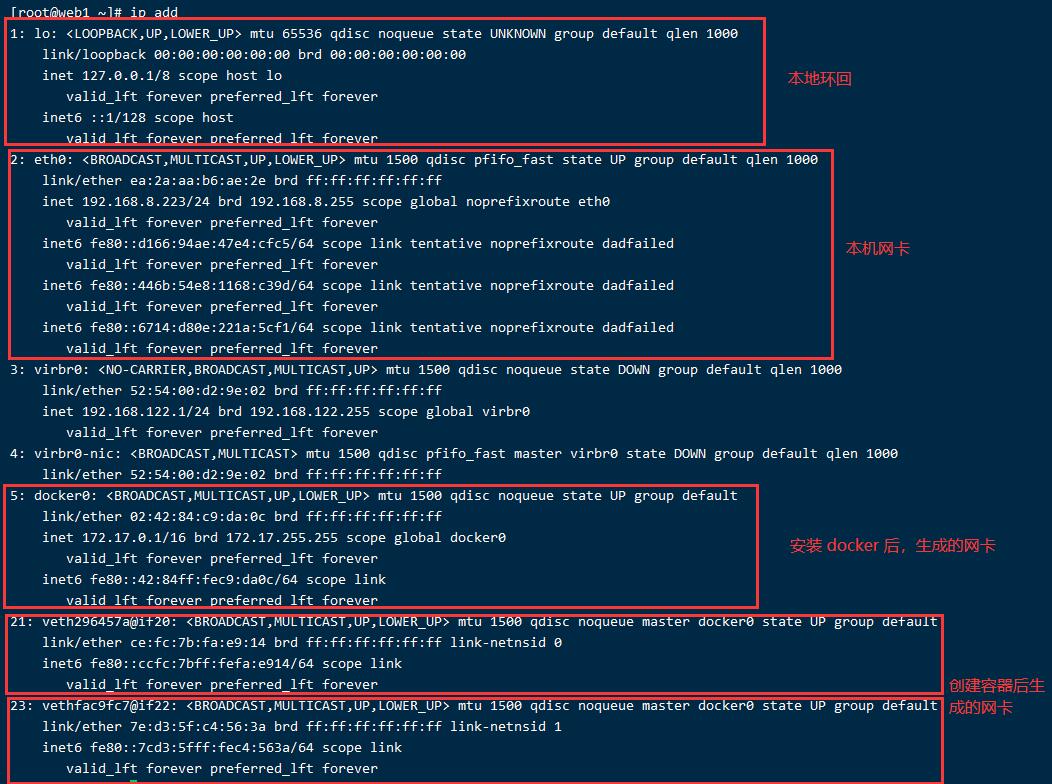 [root@web1 ~]# ip add
1: lo: <LOOPBACK,UP,LOWER_UP> mtu 65536 qdisc noqueue state UNKNOWN group default qlen 1000
link/loopback 00:00:00:00:00:00 brd 00:00:00:00:00:00
inet 127.0.0.1/8 scope host lo
本地环回
valid_lft forever preferred_lft forever
inet6 ::1/128 scope host
valid_lft forever preferred_lft forever
2: eth0: <BROADCAST,MULTICAST,UP,LOWER_UP> mtu 1500 qdisc pfifo_fast state UP group default qlen 1000
link/ether ea:2a:aa:b6:ae:2e brd ff:ff:ff:ff:ff:ff
inet 192.168.8.223/24 brd 192.168.8.255 scope global noprefixroute eth0
valid_lft forever preferred_lft forever
inet6 fe80::d166:94ae:47e4:cfc5/64 scope link tentative noprefixroute dadfailed
本机网卡
valid_lft forever preferred_lft forever
inet6 fe80::446b:54e8:1168:c39d/64 scope link tentative noprefixroute dadfailed
valid_lft forever preferred_lft forever
inet6 fe80::6714:d80e:221a:5cf1/64 scope link tentative noprefixroute dadfailed
valid_lft forever preferred_lft forever
3: virbr0: <NO-CARRIER,BROADCAST,MULTICAST,UP> mtu 1500 qdisc noqueue state DOWN group default qlen 1000
link/ether 52:54:00:d2:9e:02 brd ff:ff:ff:ff:ff:ff
inet 192.168.122.1/24 brd 192.168.122.255 scope global virbr0
valid_lft forever preferred_lft forever
4: virbr0-nic: <BROADCAST,MULTICAST> mtu 1500 qdisc pfifo_fast master virbr0 state DOWN group default qlen 1000
link/ether 52:54:00:d2:9e:02 brd ff:ff:ff:ff:ff:ff
5: docker0: <BROADCAST,MULTICAST,UP,LOWER_UP> mtu 1500 qdisc noqueue state UP group default
link/ether 02:42:84:c9:da:0c brd ff:ff:ff:ff:ff:ff
inet 172.17.0.1/16 brd 172.17.255.255 scope global docker0
安装 docker 后，生成的网卡
valid_lft forever preferred_lft forever
inet6 fe80::42:84ff:fec9:da0c/64 scope link
valid_lft forever preferred_lft forever
21: veth296457a@if20: <BROADCAST,MULTICAST,UP,LOWER_UP> mtu 1500 qdisc noqueue master docker0 state UP group default
link/ether ce:fc:7b:fa:e9:14 brd ff:ff:ff:ff:ff:ff link-netnsid 0
inet6 fe80::ccfc:7bff:fefa:e914/64 scope link
valid_lft forever preferred_lft forever
创建容器后生
成的网卡
23: vethfac9fc7@if22: <BROADCAST,MULTICAST,UP,LOWER_UP> mtu 1500 qdisc noqueue master docker0 state UP group default
link/ether 7e:d3:5f:c4:56:3a brd ff:ff:ff:ff:ff:ff link-netnsid 1
inet6 fe80::7cd3:5fff:fec4:563a/64 scope link
valid_lft forever preferred_lft forever